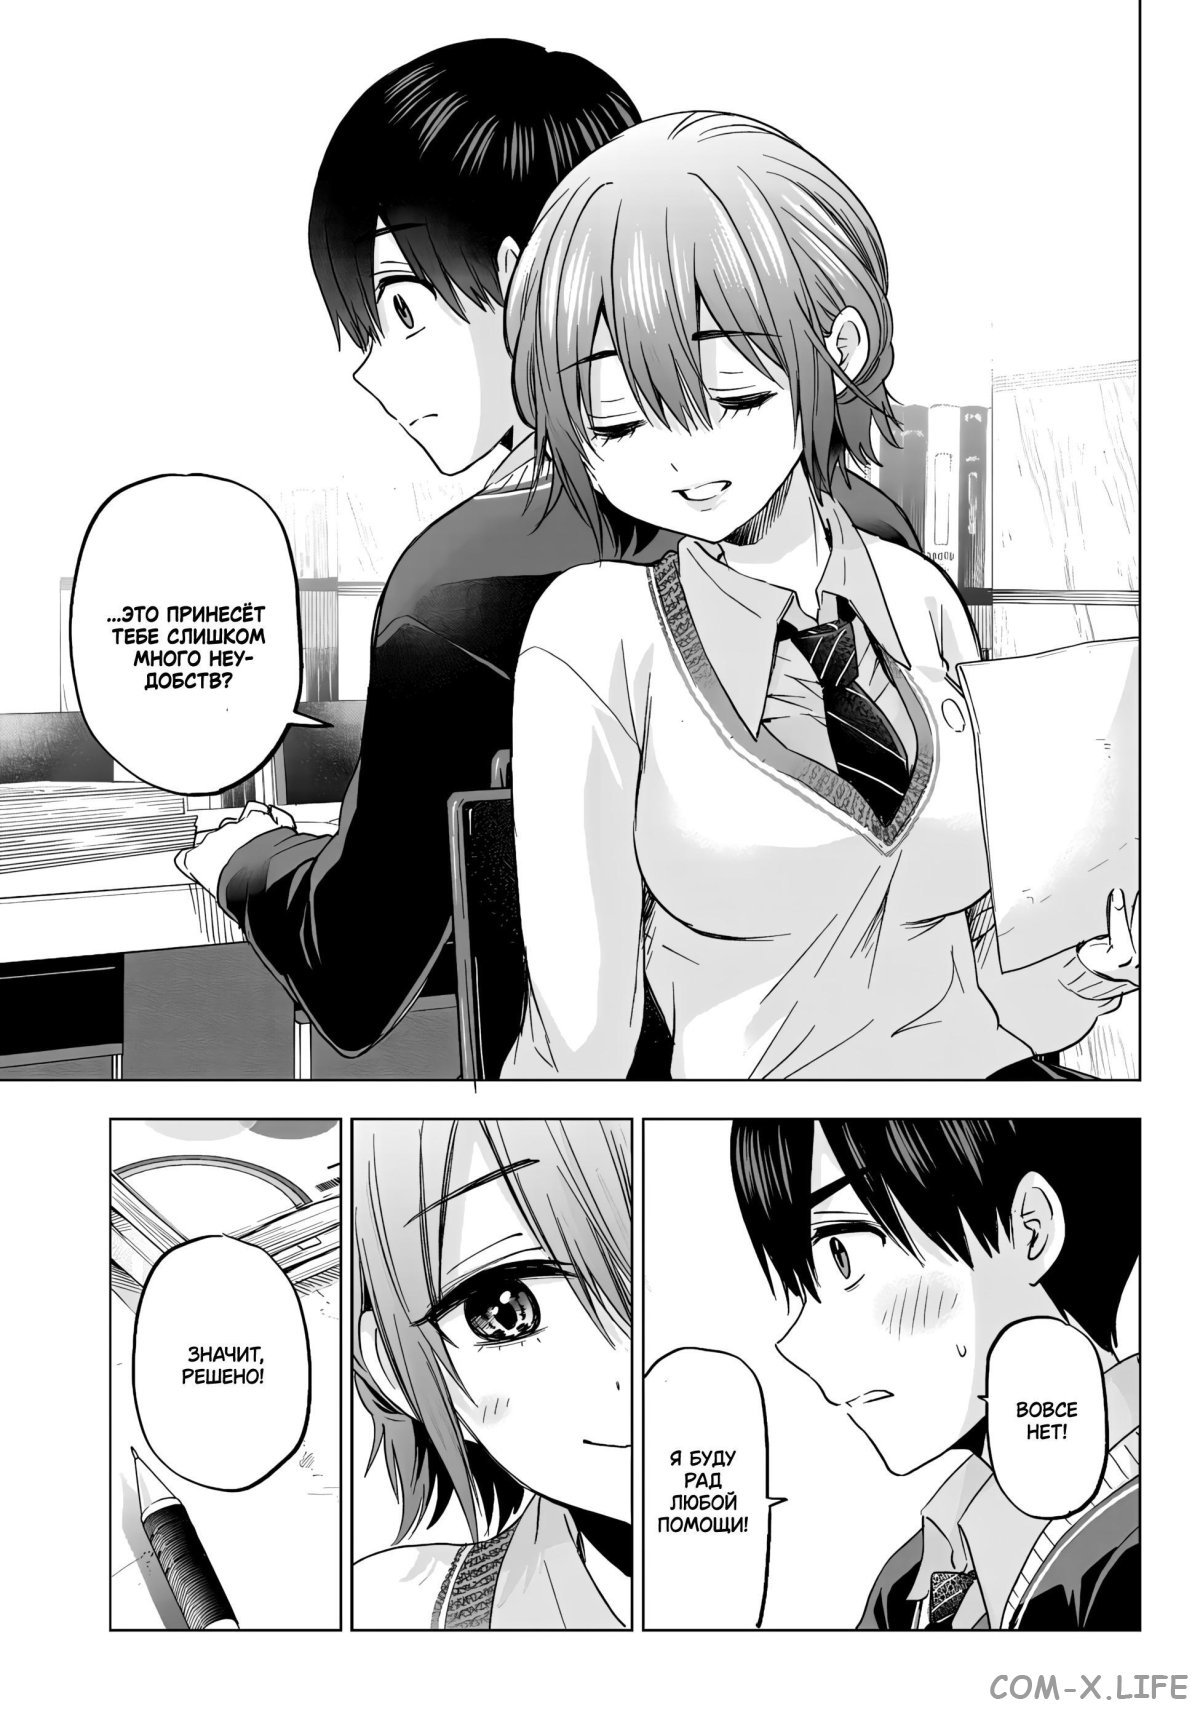 ...ЭТО ПРИНЕСЁТ
ТЕБЕ СЛИШКОМ
МНОГО НЕУ-
ДОБСТВ?
ВОВСЕ
НЕТ!
Я БУДУ
РАД
ЛЮБОЙ
ПОМОЩИ!
ЗНАЧИТ,
РЕШЕНО!
COM-X.LIFE